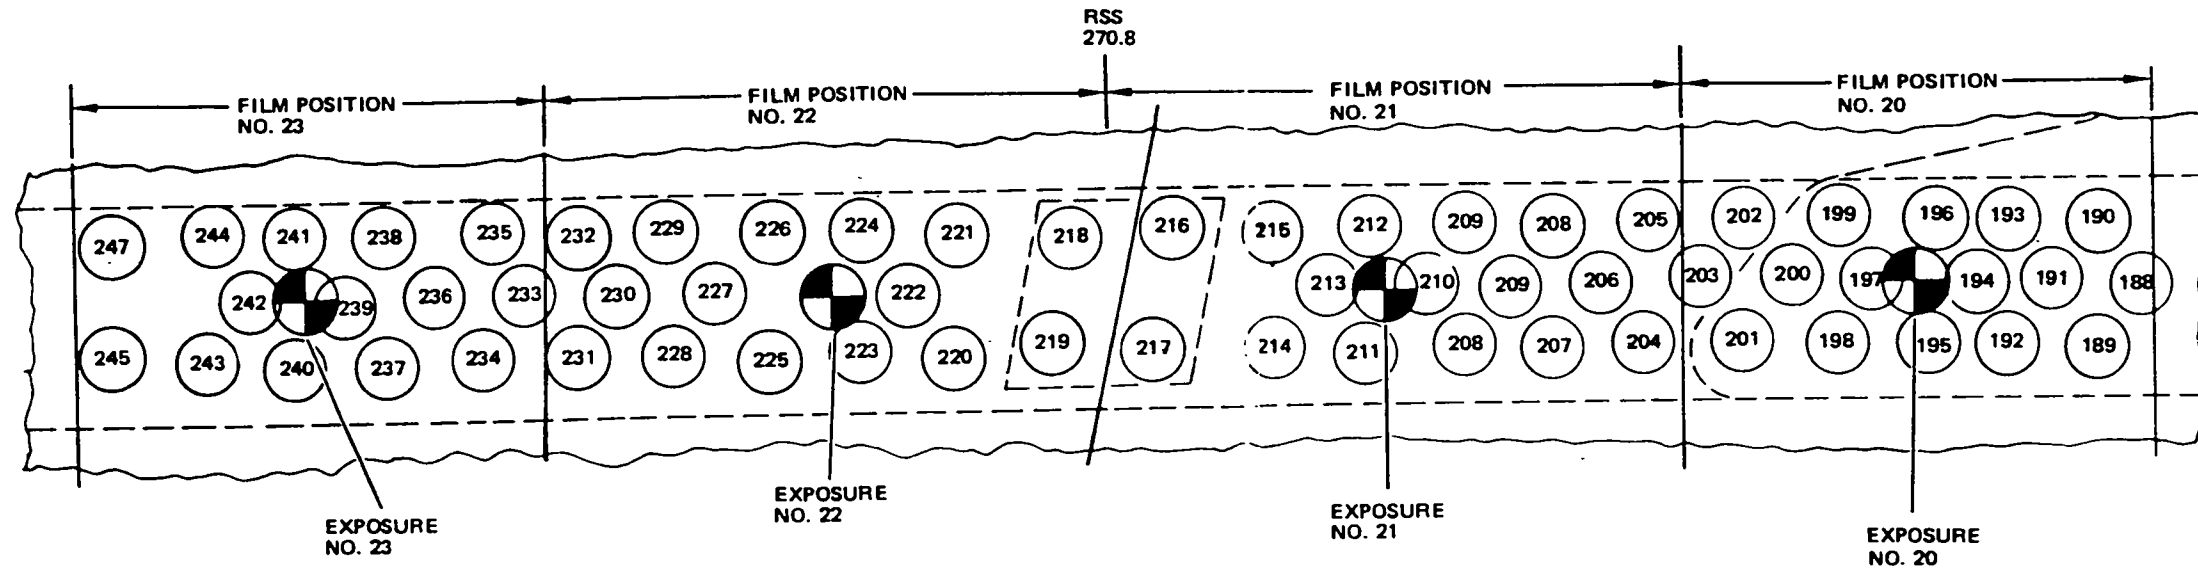 RSS
270.8
FILM POSITION
NO. 23
FILM POSITION
NO. 22
FILM POSITION
NO. 21
FILM POSITION
NO. 20
247 244 241 238 235 232 229 226 224 221 218 216 215 212 209 208 205 202 199 196 193 190
242 239 236 233 230 227 222 213 210 209 206 203 200 197 194 191 188
245 243 240 237 234 231 228 225 223 220 219 217 214 211 208 207 204 201 198 195 192 189
EXPOSURE
NO. 23
EXPOSURE
NO. 22
EXPOSURE
NO. 21
EXPOSURE
NO. 20